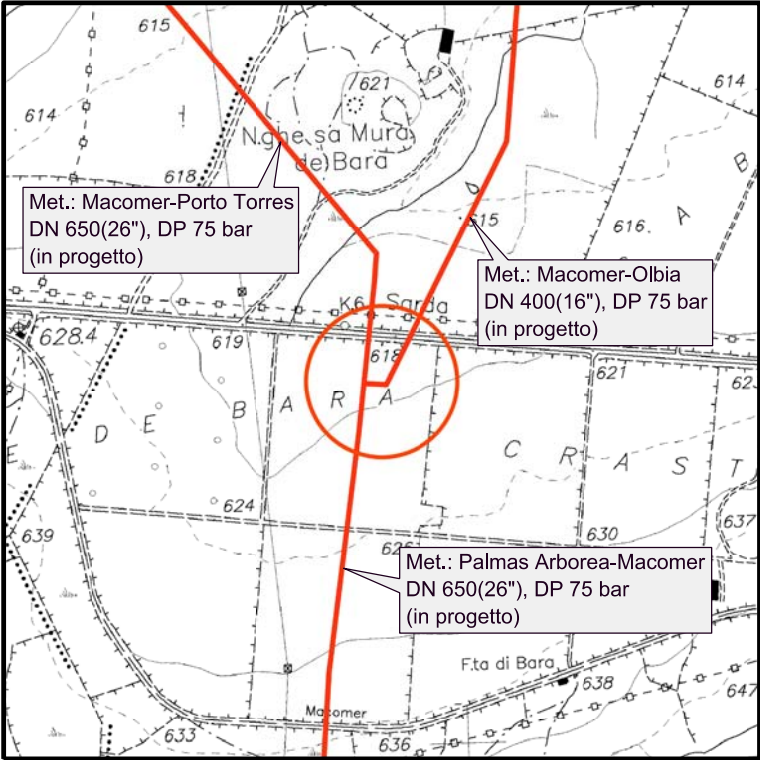 615
614
621
614
N.ghe sa Mura
de Bara
B
618
Met.: Macomer-Porto Torres
DN 650(26"), DP 75 bar
(in progetto)
615
616.
A
Met.: Macomer-Olbia
DN 400(16"), DP 75 bar
(in progetto)
K6
Sarda
628.4
619
618
621
623
E
D E B A R A
C R A S T
624
639
637
630
626
Met.: Palmas Arborea-Macomer
DN 650(26"), DP 75 bar
(in progetto)
F.ta di Bara
638
647
Macomer
633
636